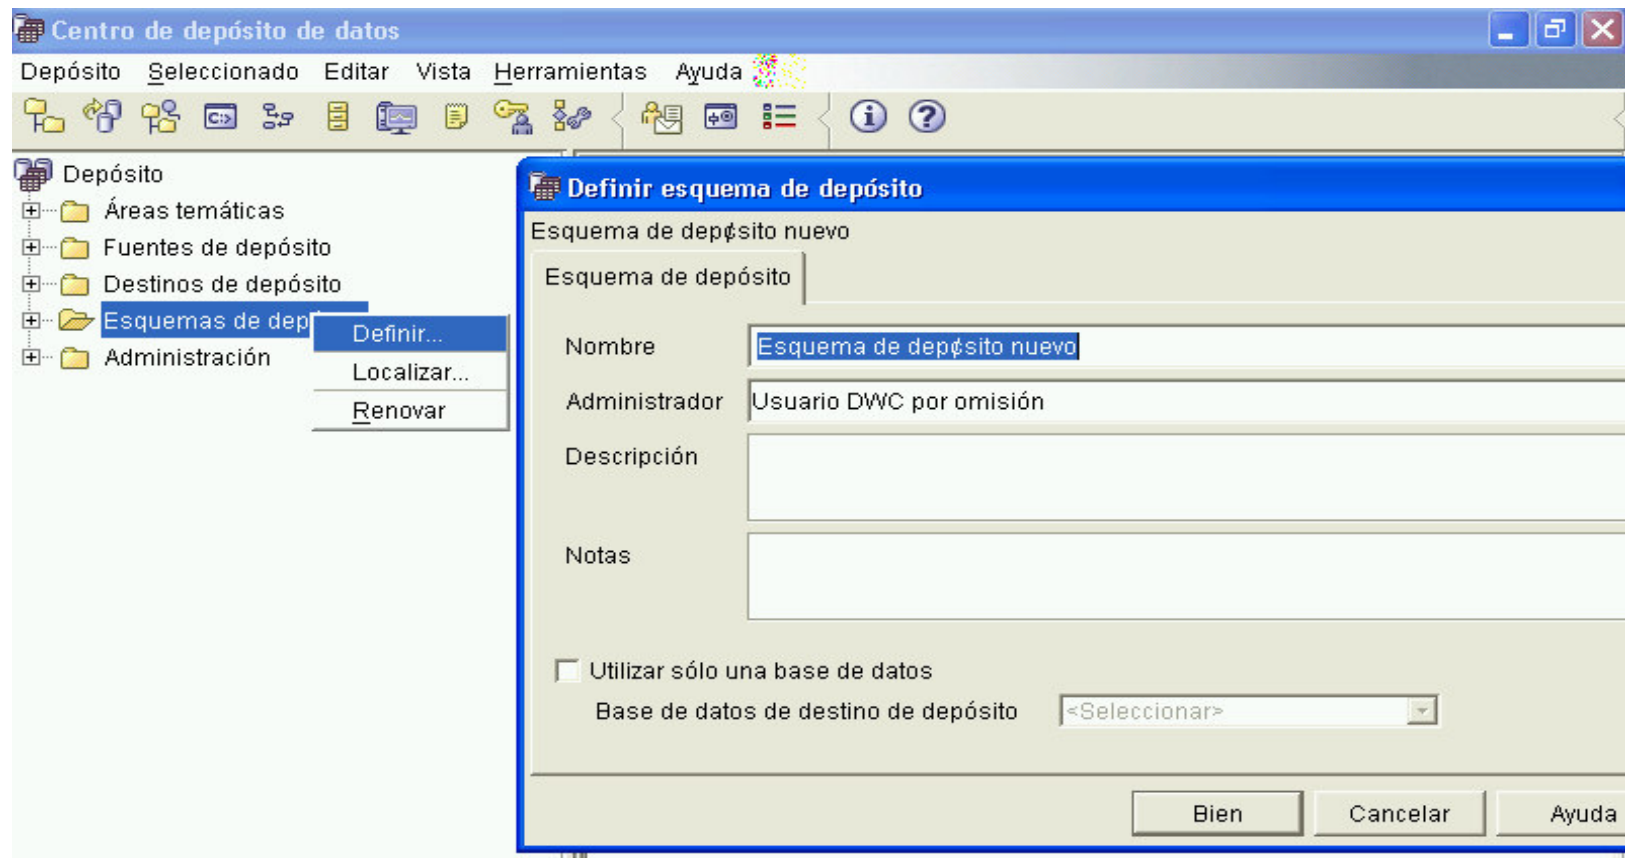 Centro de depósito de datos
Depósito Seleccionado Editar Vista Herramientas Ayuda
C:>
Depósito
Áreas temáticas
Fuentes de depósito
Destinos de depósito
Esquemas de dep
Administración
Definir...
Localizar...
Renovar
Definir esquema de depósito
Esquema de dep¢sito nuevo
Esquema de depósito
Nombre Esquema de dep¢sito nuevo
Administrador Usuario DWC por omisión
Descripción
Notas
Utilizar sólo una base de datos
Base de datos de destino de depósito <Seleccionar>
Bien Cancelar Ayuda